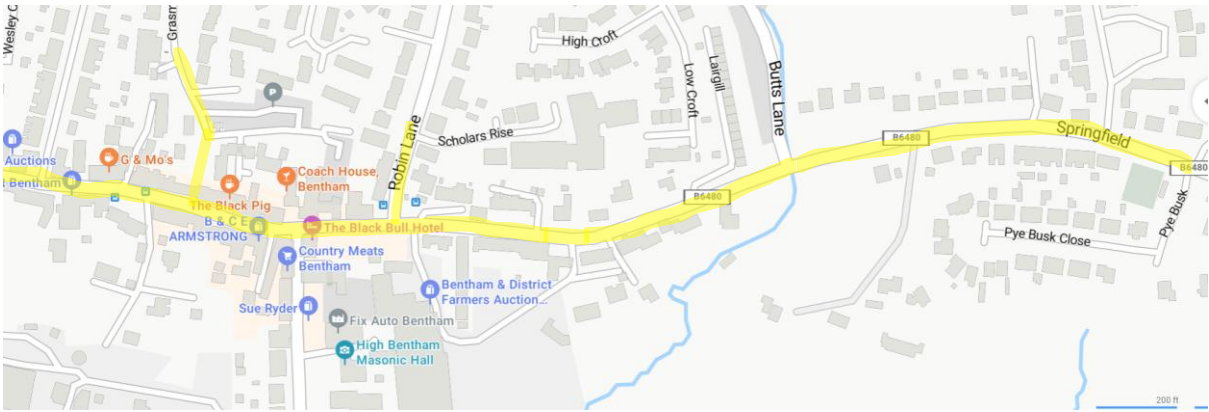 Wesley C
Grasm
P
High Croft
Low Croft
Lairgill
Butts Lane
Robin Lane
Scholars Rise
B6480
Springfield
B6480
Auctions
G & Mo's
Bentham
Coach House,
Bentham
The Black Pig
B & C E
ARMSTRONG
The Black Bull Hotel
B6480
Country Meats
Bentham
Pye Busk
Pye Busk Close
Bentham & District
Farmers Auction...
Sue Ryder
Fix Auto Bentham
High Bentham
Masonic Hall
200 ft